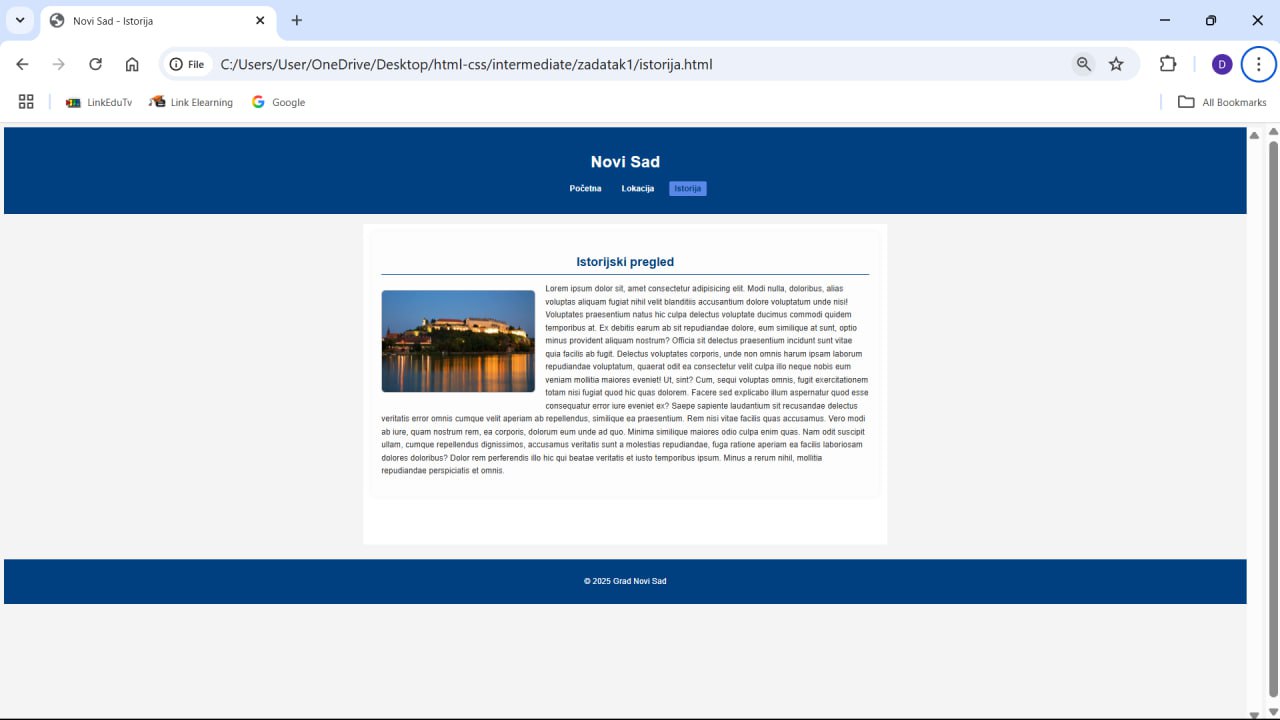 Novi Sad - Istorija
File
C:/Users/User/OneDrive/Desktop/html-css/intermediate/zadatak1/istorija.html
D
LinkEduTv
Link Elearning
Google
All Bookmarks
Novi Sad
Početna
Lokacija
Istorija
Istorijski pregled
Lorem ipsum dolor sit, amet consectetur adipisicing elit. Modi nulla, doloribus, alias
voluptas aliquam fugiat nihil velit blanditiis accusantium dolore voluptatum unde nisi!
Voluptates praesentium natus hic culpa delectus voluptate ducimus commodi quidem
temporibus at. Ex debitis earum ab sit repudiandae dolore, eum similique at sunt, optio
minus provident aliquam nostrum? Officia sit delectus praesentium incidunt sunt vitae
quia facilis ab fugit. Delectus voluptates corporis, unde non omnis harum ipsam laborum
repudiandae voluptatum, quaerat odit ea consectetur velit culpa illo neque nobis eum
veniam mollitia maiores eveniet! Ut, sint? Cum, sequi voluptas omnis, fugit exercitationem
totam nisi fugiat quod hic quas dolorem. Facere sed explicabo illum aspernatur quod esse
consequatur error iure eveniet ex? Saepe sapiente laudantium sit recusandae delectus
veritatis error omnis cumque velit aperiam ab repellendus, similique ea praesentium. Rem nisi vitae facilis quas accusamus. Vero modi
ab iure, quam nostrum rem, ea corporis, dolorum eum unde ad quo. Minima similique maiores odio culpa enim quas. Nam odit suscipit
ullam, cumque repellendus dignissimos, accusamus veritatis sunt a molestias repudiandae, fuga ratione aperiam ea facilis laboriosam
dolores doloribus? Dolor rem perferendis illo hic qui beatae veritatis et iusto temporibus ipsum. Minus a rerum nihil, mollitia
repudiandae perspiciatis et omnis.
© 2025 Grad Novi Sad